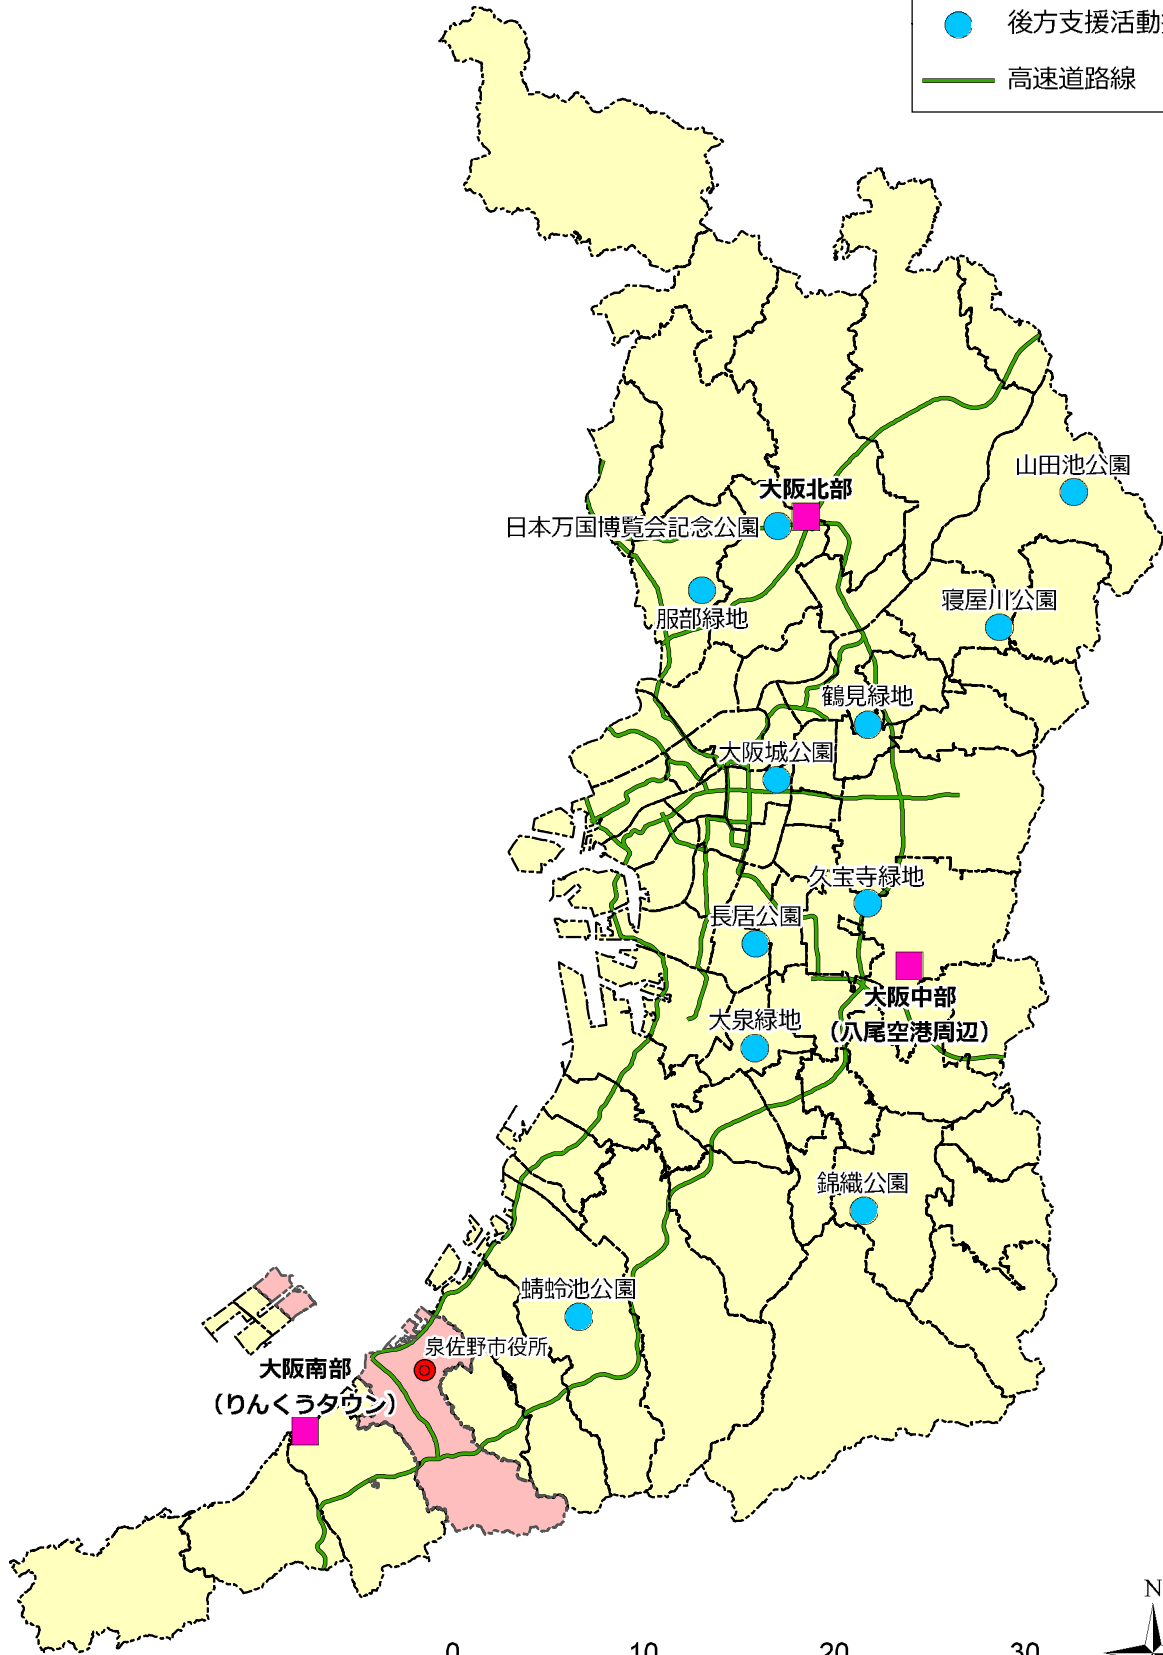 後方支援活動
高速道路線
山田池公園
大阪北部
日本万国博覧会記念公園
寝屋川公園
服部緑地
鶴見緑地
大阪城公園
久宝寺緑地
長居公園
大阪中部
（八尾空港周辺）
大泉緑地
錦織公園
蜻蛉池公園
泉佐野市役所
大阪南部
（りんくうタウン）
N
0 10 20 30